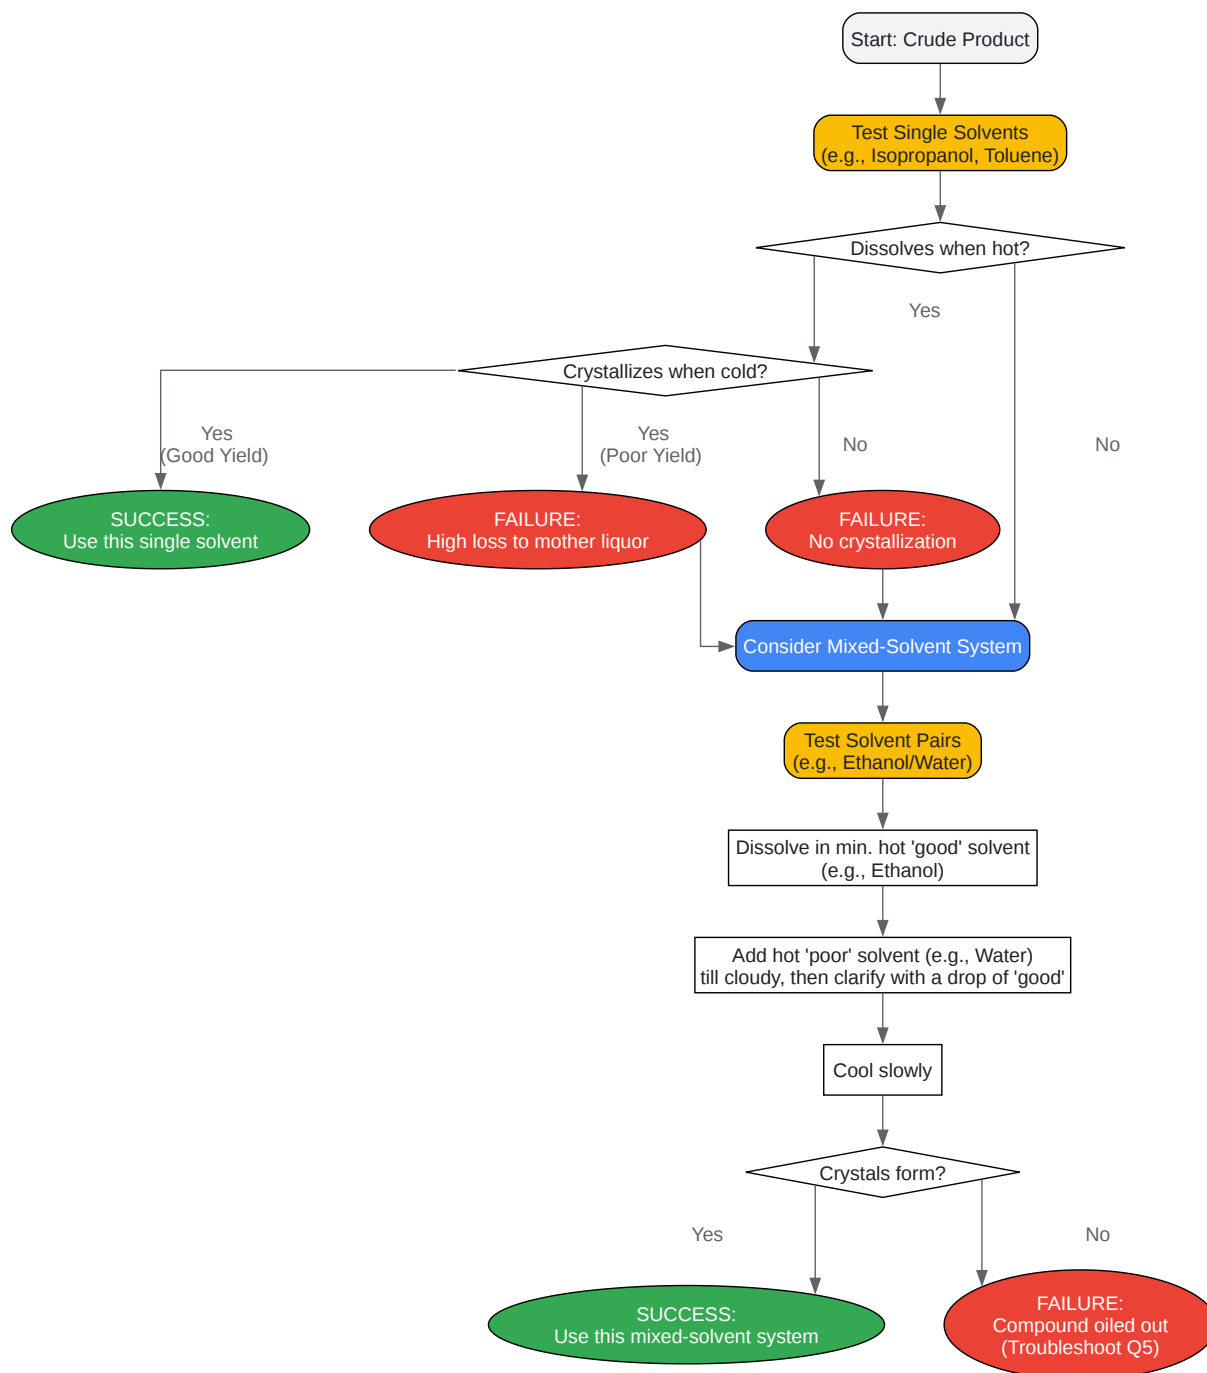 Start: Crude Product
Test Single Solvents
(e.g., Isopropanol, Toluene)
Dissolves when hot?
Yes
Crystallizes when cold?
Yes
(Good Yield)
Yes
(Poor Yield)
No
No
SUCCESS:
Use this single solvent
FAILURE:
High loss to mother liquor
FAILURE:
No crystallization
Consider Mixed-Solvent System
Test Solvent Pairs
(e.g., Ethanol/Water)
Dissolve in min. hot 'good' solvent
(e.g., Ethanol)
Add hot 'poor' solvent (e.g., Water)
till cloudy, then clarify with a drop of 'good'
Cool slowly
Crystals form?
Yes
No
SUCCESS:
Use this mixed-solvent system
FAILURE:
Compound oiled out
(Troubleshoot Q5)